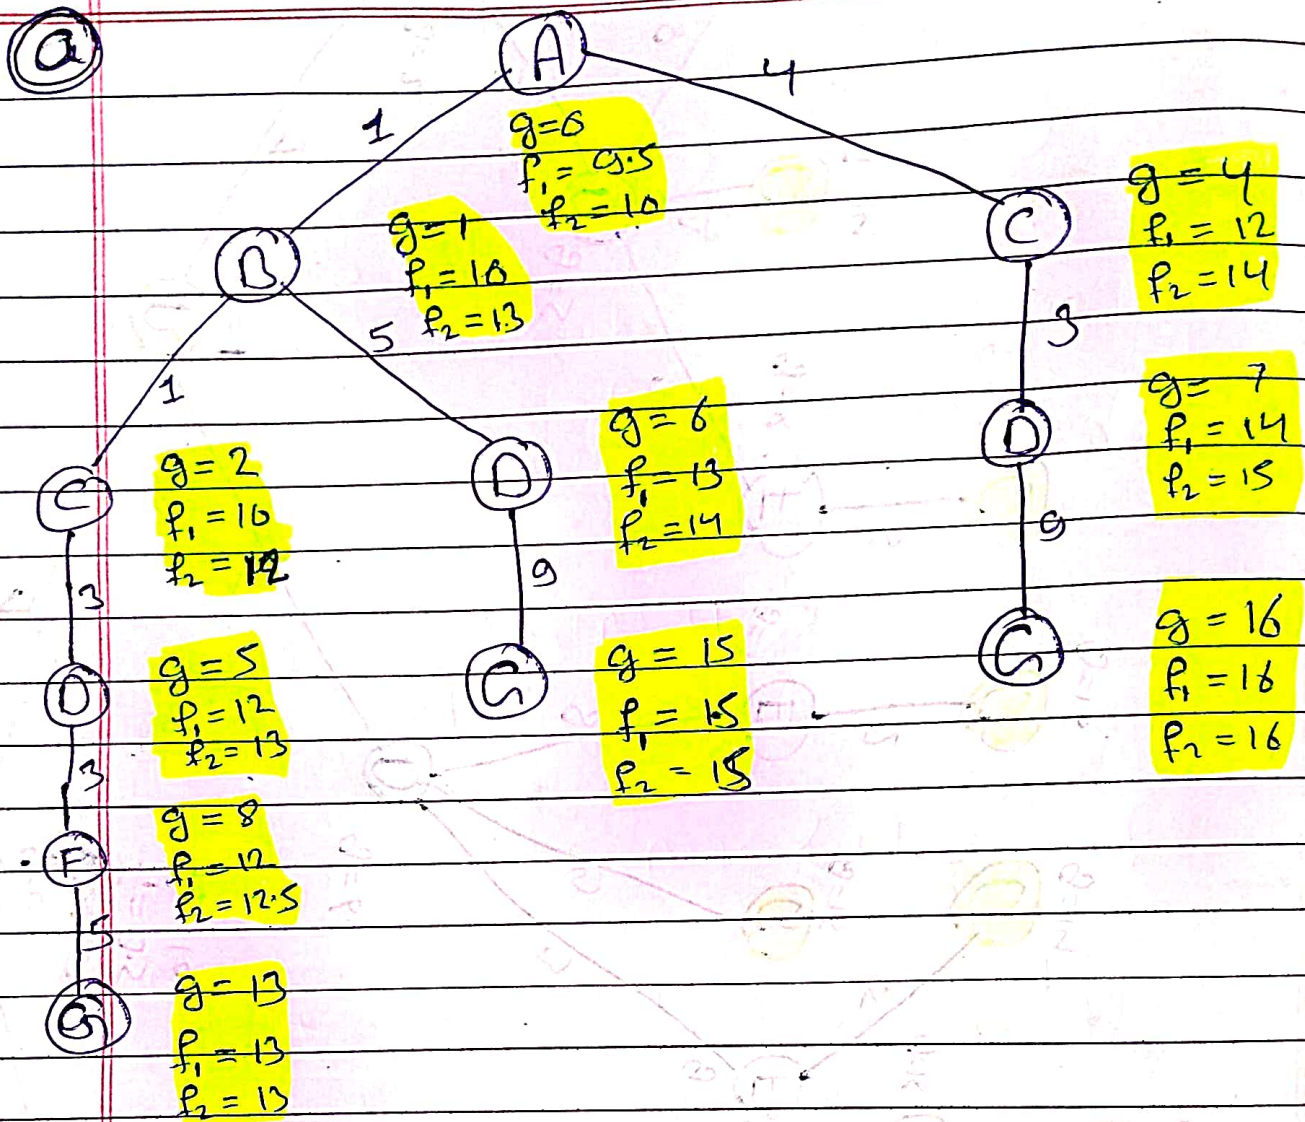 a
A
1
4
g=0
f₁ = 9.5
f₂ = 10
B
g=1
f₁ = 10
f₂ = 13
C
g = 4
f₁ = 12
f₂ = 14
1
5
3
C
g = 2
f₁ = 10
f₂ = 12
D
g = 6
f₁ = 13
f₂ = 14
D
g = 7
f₁ = 14
f₂ = 15
3
9
9
D
g = 5
f₁ = 12
f₂ = 13
G
g = 15
f₁ = 15
f₂ = 15
G
g = 16
f₁ = 16
f₂ = 16
3
F
g = 8
f₁ = 12
f₂ = 12.5
5
G
g = 13
f₁ = 13
f₂ = 13